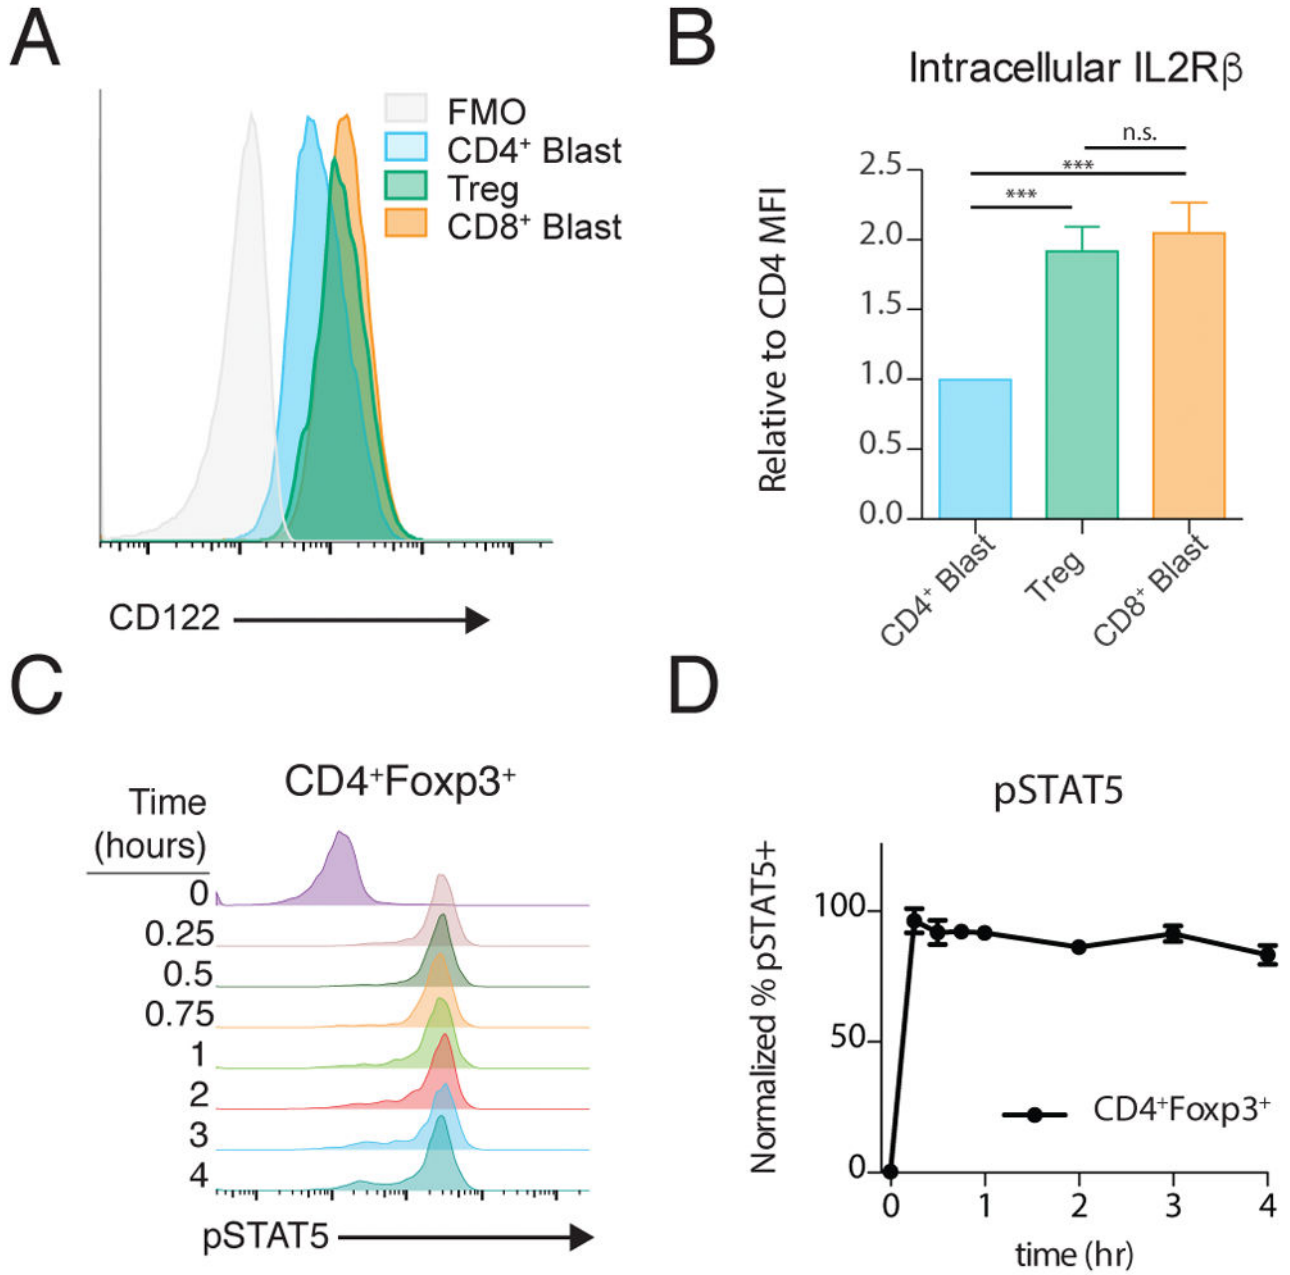 A
FMO
CD4⁺ Blast
Treg
CD8⁺ Blast
CD122
B
Intracellular IL2Rβ
n.s.
***
***
Relative to CD4 MFI
2.5
2.0
1.5
1.0
0.5
0.0
CD4⁺ Blast
Treg
CD8⁺ Blast
C
CD4⁺Foxp3⁺
Time
(hours)
0
0.25
0.5
0.75
1
2
3
4
pSTAT5
D
pSTAT5
Normalized % pSTAT5+
100
50
0
CD4⁺Foxp3⁺
0 1 2 3 4
time (hr)